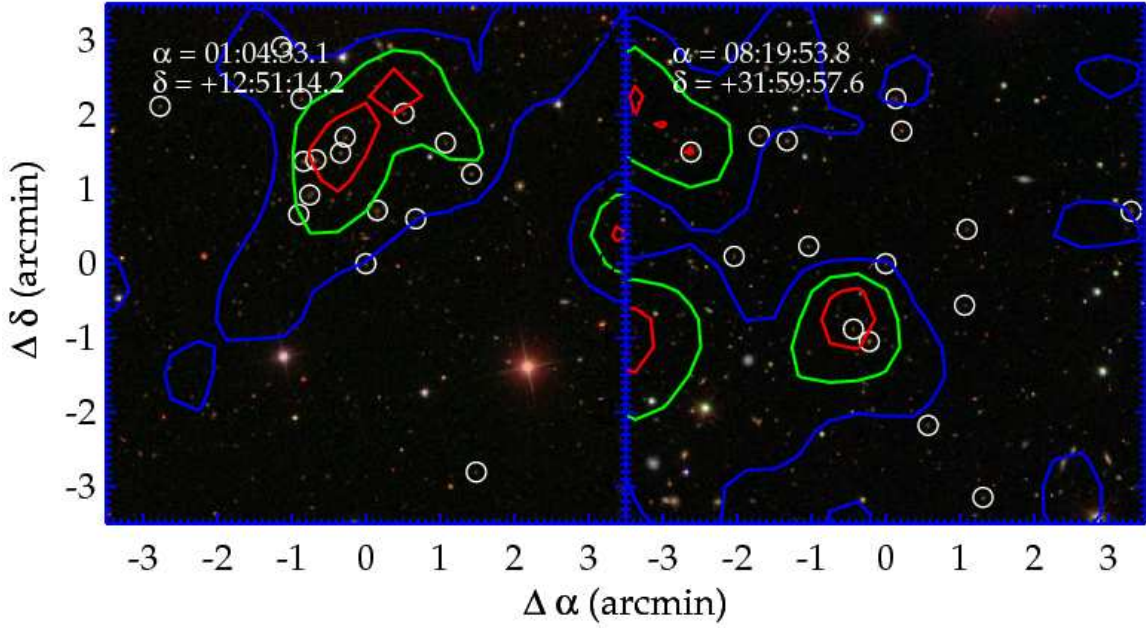 α = 01:04:33.1
δ = +12:51:14.2
α = 08:19:53.8
δ = +31:59:57.6
3
2
1
0
-1
-2
-3
Δ δ (arcmin)
-3 -2 -1 0 1 2 3 -3 -2 -1 0 1 2 3
Δ α (arcmin)